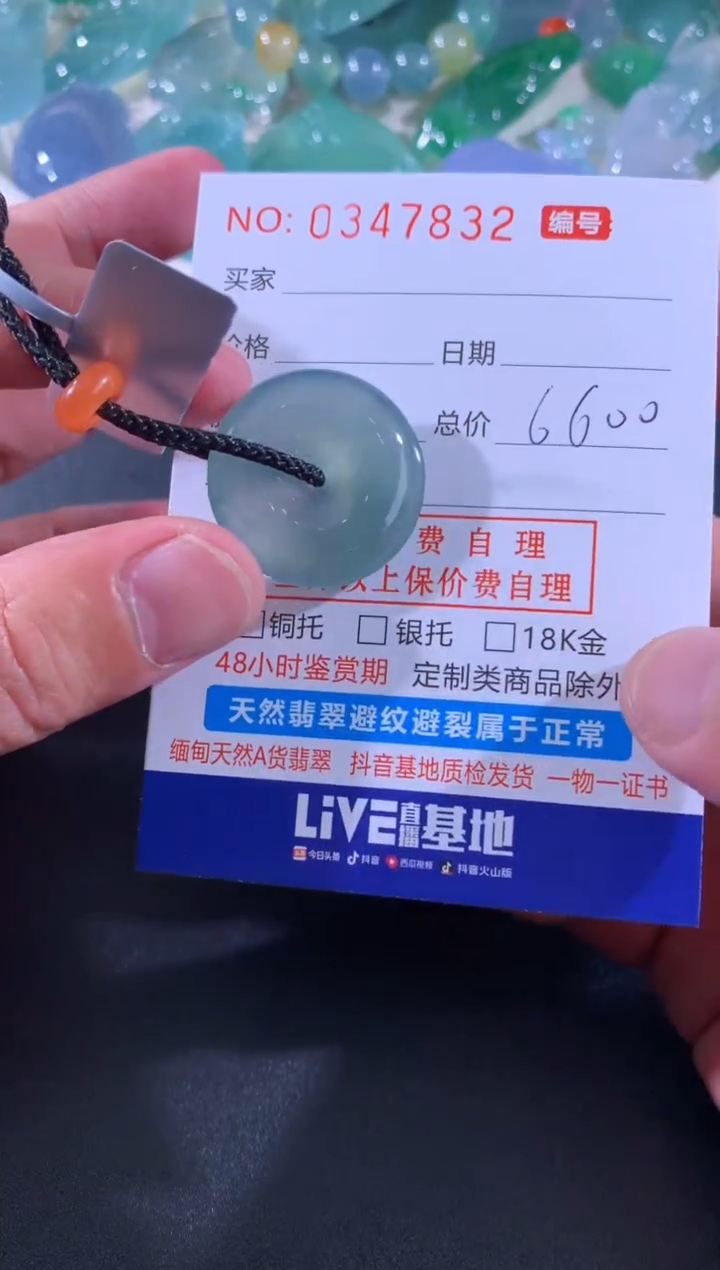 NO: 0347832 编号
买家
价格 日期
总价 6600
费自理
以上保价费自理
铜托 银托 18K金
48小时鉴赏期 定制类商品除外
天然翡翠避纹避裂属于正常
缅甸天然A货翡翠 抖音基地质检发货 一物一证书
LiVE直播基地
今日头条 抖音 西瓜视频 抖音火山版